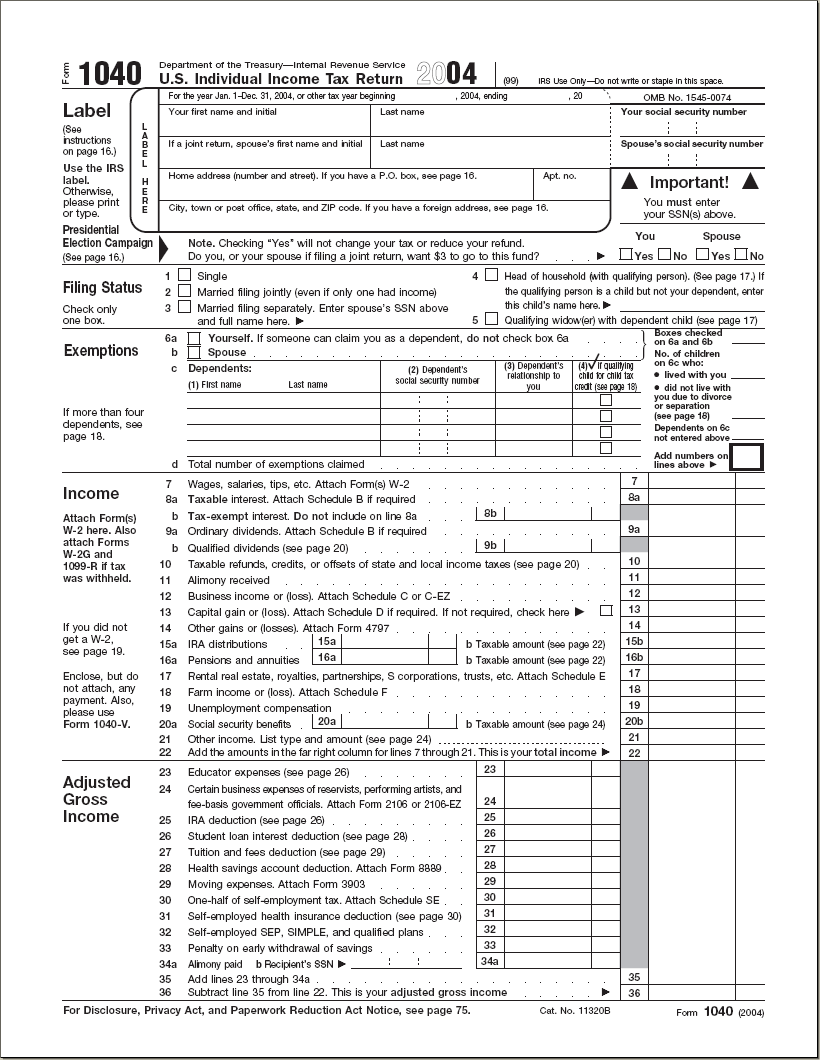 Form 1040 Department of the Treasury—Internal Revenue Service
U.S. Individual Income Tax Return 2004 (99) IRS Use Only—Do not write or staple in this space.
For the year Jan. 1–Dec. 31, 2004, or other tax year beginning , 2004, ending , 20 OMB No. 1545-0074
Label
(See
instructions
on page 16.)
Use the IRS
label.
Otherwise,
please print
or type.
LABEL HERE
Your first name and initial Last name Your social security number
If a joint return, spouse's first name and initial Last name Spouse's social security number
Home address (number and street). If you have a P.O. box, see page 16. Apt. no.
City, town or post office, state, and ZIP code. If you have a foreign address, see page 16.
▲ Important! ▲
You must enter
your SSN(s) above.
Presidential
Election Campaign
(See page 16.)
Note. Checking "Yes" will not change your tax or reduce your refund.
Do you, or your spouse if filing a joint return, want $3 to go to this fund? . . . ▶
You Spouse
Yes No Yes No
Filing Status
Check only
one box.
1 Single
2 Married filing jointly (even if only one had income)
3 Married filing separately. Enter spouse's SSN above
and full name here. ▶
4 Head of household (with qualifying person). (See page 17.) If
the qualifying person is a child but not your dependent, enter
this child's name here. ▶
5 Qualifying widow(er) with dependent child (see page 17)
Exemptions
If more than four
dependents, see
page 18.
6a Yourself. If someone can claim you as a dependent, do not check box 6a
b Spouse
c Dependents:
(1) First name Last name
(2) Dependent's
social security number
(3) Dependent's
relationship to
you
(4) ✓ if qualifying
child for child tax
credit (see page 18)
d Total number of exemptions claimed
Boxes checked
on 6a and 6b
No. of children
on 6c who:
• lived with you
• did not live with
you due to divorce
or separation
(see page 18)
Dependents on 6c
not entered above
Add numbers on
lines above ▶
Income
Attach Form(s)
W-2 here. Also
attach Forms
W-2G and
1099-R if tax
was withheld.
If you did not
get a W-2,
see page 19.
Enclose, but do
not attach, any
payment. Also,
please use
Form 1040-V.
7 Wages, salaries, tips, etc. Attach Form(s) W-2 7
8a Taxable interest. Attach Schedule B if required 8a
b Tax-exempt interest. Do not include on line 8a 8b
9a Ordinary dividends. Attach Schedule B if required 9a
b Qualified dividends (see page 20) 9b
10 Taxable refunds, credits, or offsets of state and local income taxes (see page 20) 10
11 Alimony received 11
12 Business income or (loss). Attach Schedule C or C-EZ 12
13 Capital gain or (loss). Attach Schedule D if required. If not required, check here ▶ 13
14 Other gains or (losses). Attach Form 4797 14
15a IRA distributions 15a b Taxable amount (see page 22) 15b
16a Pensions and annuities 16a b Taxable amount (see page 22) 16b
17 Rental real estate, royalties, partnerships, S corporations, trusts, etc. Attach Schedule E 17
18 Farm income or (loss). Attach Schedule F 18
19 Unemployment compensation 19
20a Social security benefits 20a b Taxable amount (see page 24) 20b
21 Other income. List type and amount (see page 24) 21
22 Add the amounts in the far right column for lines 7 through 21. This is your total income ▶ 22
Adjusted
Gross
Income
23 Educator expenses (see page 26) 23
24 Certain business expenses of reservists, performing artists, and
fee-basis government officials. Attach Form 2106 or 2106-EZ 24
25 IRA deduction (see page 26) 25
26 Student loan interest deduction (see page 28) 26
27 Tuition and fees deduction (see page 29) 27
28 Health savings account deduction. Attach Form 8889 28
29 Moving expenses. Attach Form 3903 29
30 One-half of self-employment tax. Attach Schedule SE 30
31 Self-employed health insurance deduction (see page 30) 31
32 Self-employed SEP, SIMPLE, and qualified plans 32
33 Penalty on early withdrawal of savings 33
34a Alimony paid b Recipient's SSN ▶ 34a
35 Add lines 23 through 34a 35
36 Subtract line 35 from line 22. This is your adjusted gross income ▶ 36
For Disclosure, Privacy Act, and Paperwork Reduction Act Notice, see page 75. Cat. No. 11320B Form 1040 (2004)